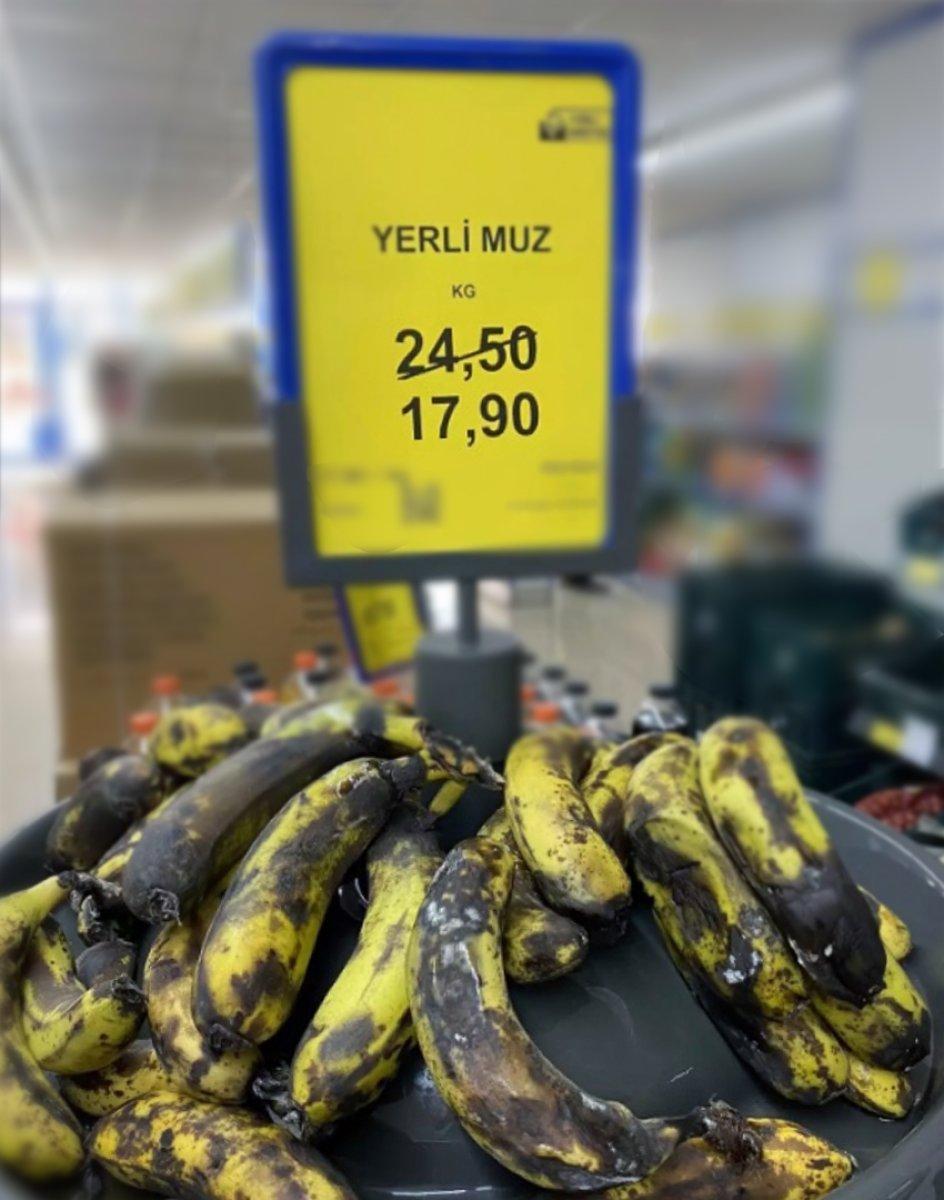 YERLİ MUZ
KG
24,50
17,90